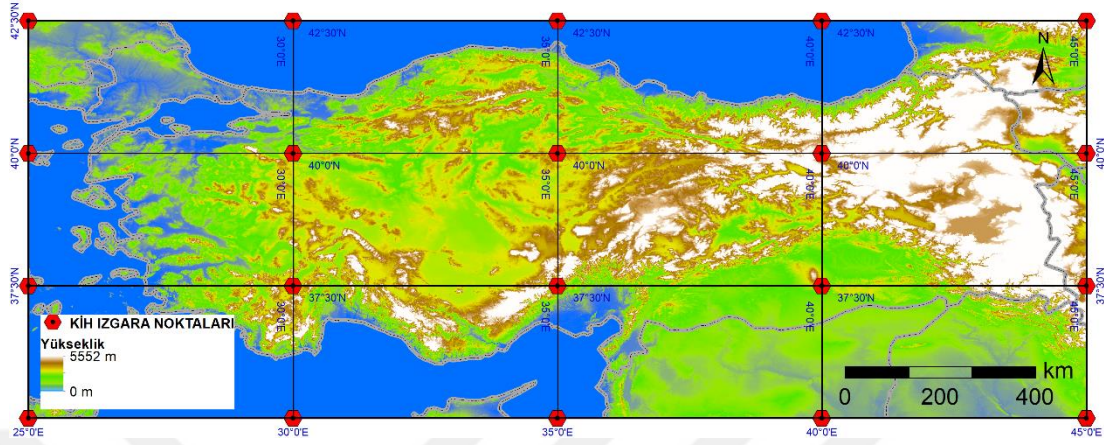 42°30'N 42°30'N 42°30'N 42°30'N
30°0'E 35°0'E 40°0'E 45°0'E
N
40°0'N 40°0'N 40°0'N 40°0'N 40°0'N
30°0'E 35°0'E 40°0'E 45°0'E
37°30'N 37°30'N 37°30'N 37°30'N 37°30'N
30°0'E 35°0'E 40°0'E 45°0'E
KİH IZGARA NOKTALARI
Yükseklik
5552 m
0 m
km
0 200 400
25°0'E 30°0'E 35°0'E 40°0'E 45°0'E